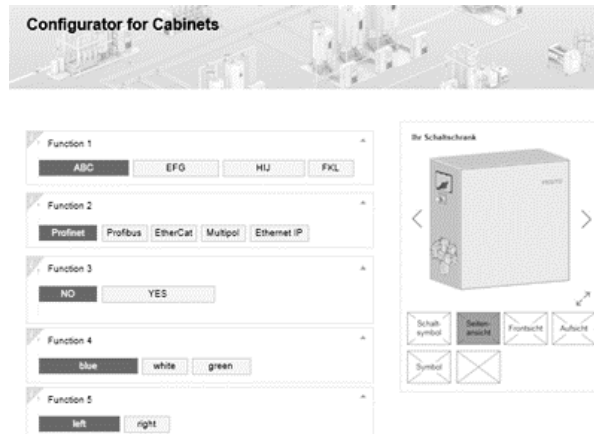 Configurator for Cabinets
Function 1
ABC EFG HIJ FKL
Function 2
Profinet Profibus EtherCat Multipol Ethernet IP
Function 3
NO YES
Function 4
blue white green
Function 5
left right
Ihr Schaltschrank
FESTO
Schalt-
symbol
Seiten-
ansicht
Frontsicht
Aufsicht
Symbol